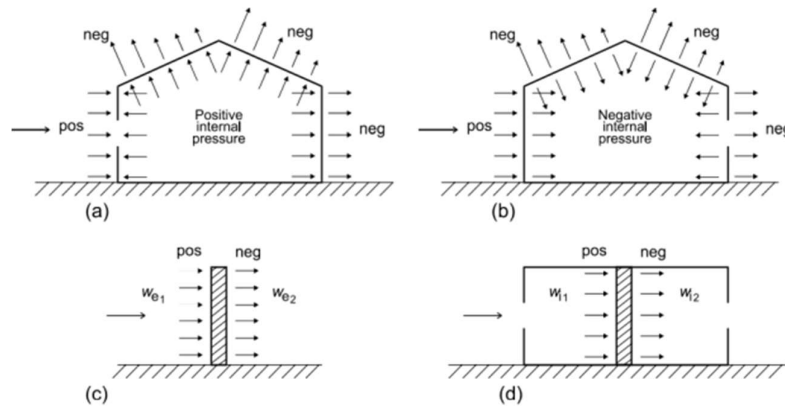 neg
neg
pos
Positive
internal
pressure
neg
(a)
neg
neg
pos
Negative
internal
pressure
neg
(b)
pos
neg
We1
We2
(c)
pos
neg
Wi1
Wi2
(d)